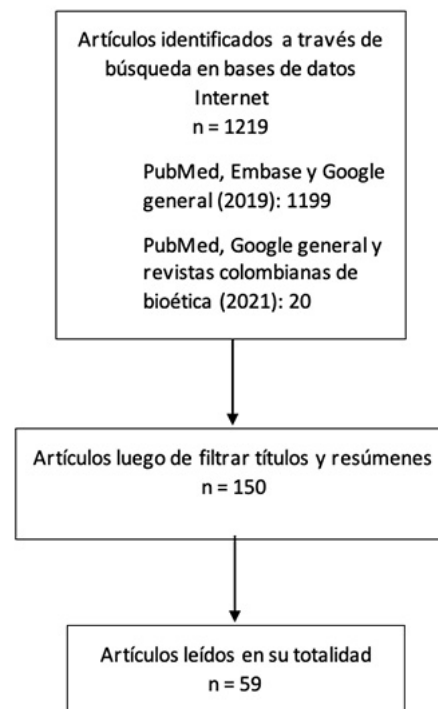 Artículos identificados a través de
búsqueda en bases de datos
Internet
n = 1219
PubMed, Embase y Google
general (2019): 1199
PubMed, Google general y
revistas colombianas de
bioética (2021): 20
Artículos luego de filtrar títulos y resúmenes
n = 150
Artículos leídos en su totalidad
n = 59